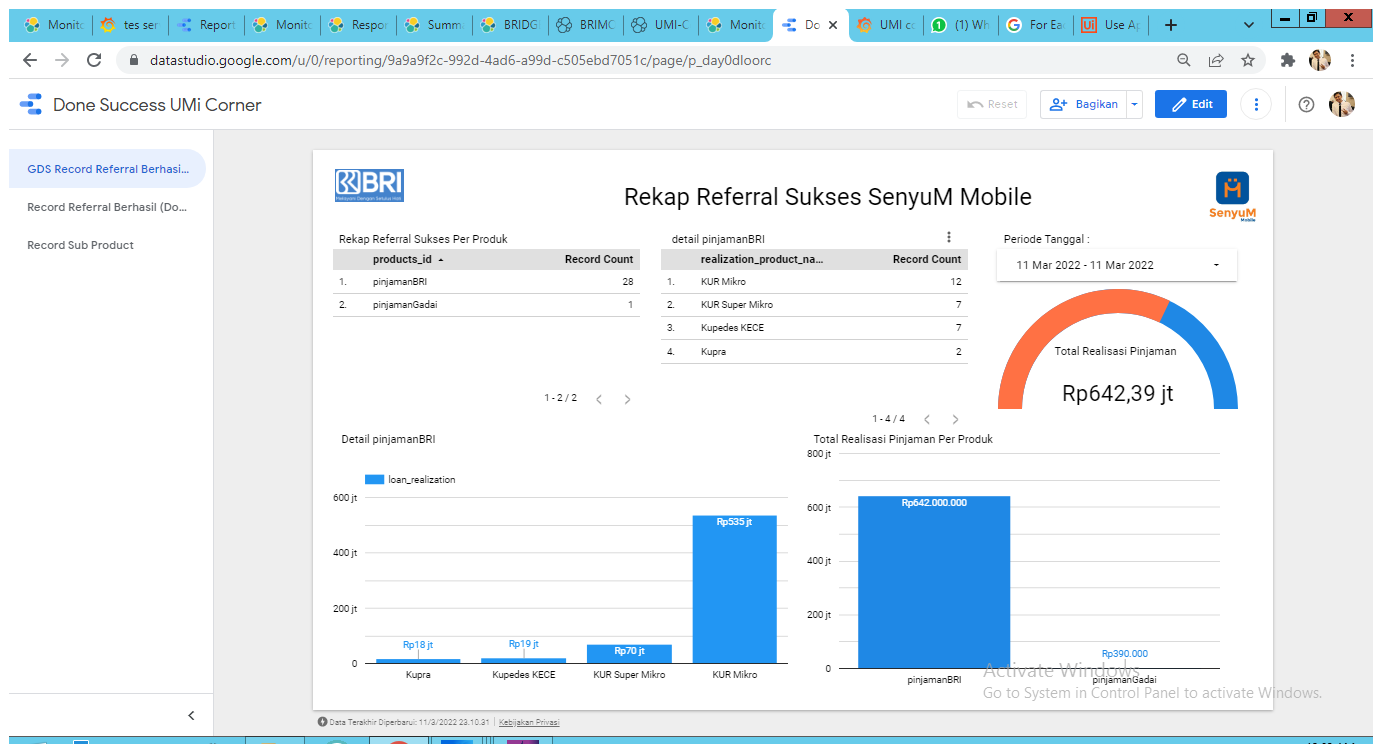 Monito
tes ser
Report
Monito
Respor
Summ
BRIDG
BRIMC
UMI-C
Monito
Do
UMI co
(1) Wh
For Ea
Use Ap
datastudio.google.com/u/0/reporting/9a9a9f2c-992d-4ad6-a99d-c505ebd7051c/page/p_day0dloorc
Done Success UMi Corner
Reset
Bagikan
Edit
GDS Record Referral Berhasi...
Record Referral Berhasil (Do...
Record Sub Product
BRI
Rekap Referral Sukses SenyuM Mobile
SenyuM
Mobile
Rekap Referral Sukses Per Produk
products_id Record Count
1. pinjamanBRI 28
2. pinjamanGadai 1
1 - 2 / 2
detail pinjamanBRI
realization_product_na... Record Count
1. KUR Mikro 12
2. KUR Super Mikro 7
3. Kupedes KECE 7
4. Kupra 2
1 - 4 / 4
Periode Tanggal :
11 Mar 2022 - 11 Mar 2022
Total Realisasi Pinjaman
Rp642,39 jt
Detail pinjamanBRI
loan_realization
600 jt
400 jt
200 jt
0
Rp18 jt
Rp19 jt
Rp70 jt
Rp535 jt
Kupra
Kupedes KECE
KUR Super Mikro
KUR Mikro
Total Realisasi Pinjaman Per Produk
800 jt
600 jt
400 jt
200 jt
0
Rp642.000.000
Rp390.000
pinjamanBRI
pinjamanGadai
Activate Windows
Go to System in Control Panel to activate Windows.
Data Terakhir Diperbarui: 11/3/2022 23.10.31
Kebijakan Privasi